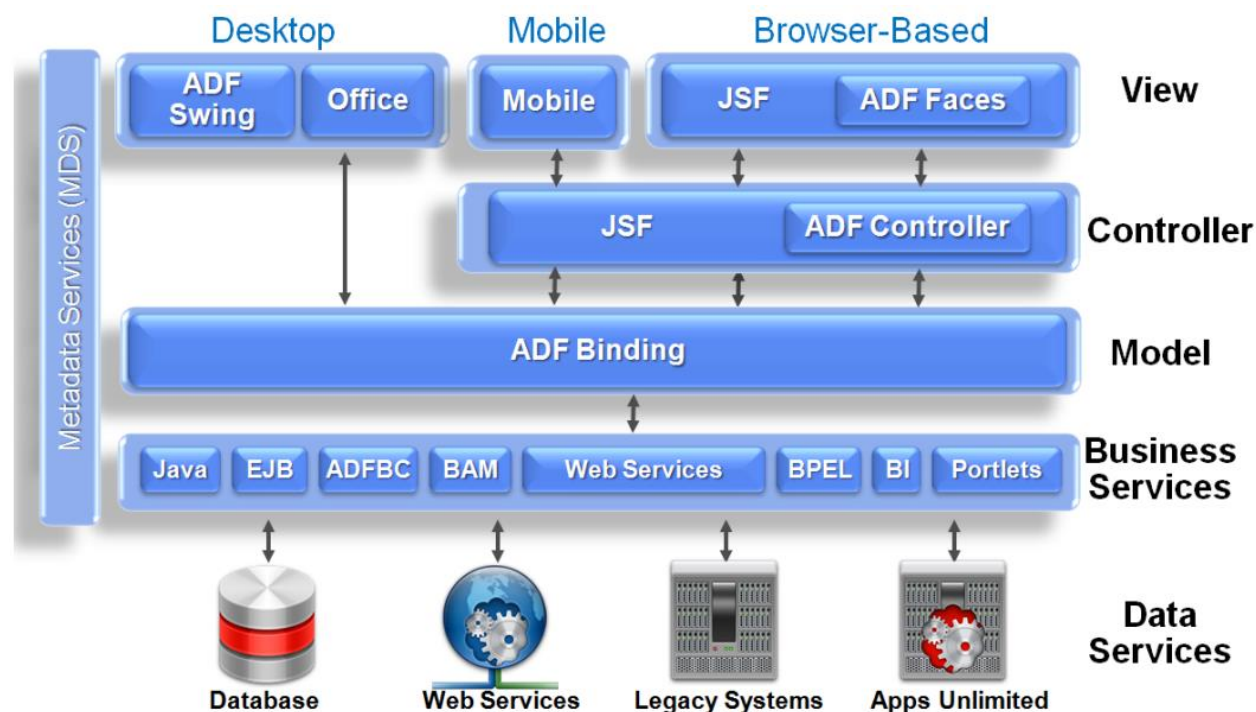 Desktop
Mobile
Browser-Based
ADF
Swing
Office
Mobile
JSF
ADF Faces
View
Metadata Services (MDS)
JSF
ADF Controller
Controller
ADF Binding
Model
Java
EJB
ADFBC
BAM
Web Services
BPEL
BI
Portlets
Business
Services
Database
Web Services
Legacy Systems
Apps Unlimited
Data
Services